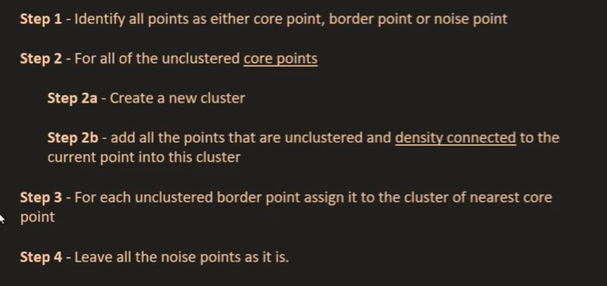 Step 1 - Identify all points as either core point, border point or noise point
Step 2 - For all of the unclustered core points
Step 2a - Create a new cluster
Step 2b - add all the points that are unclustered and density connected to the
current point into this cluster
Step 3 - For each unclustered border point assign it to the cluster of nearest core
point
Step 4 - Leave all the noise points as it is.